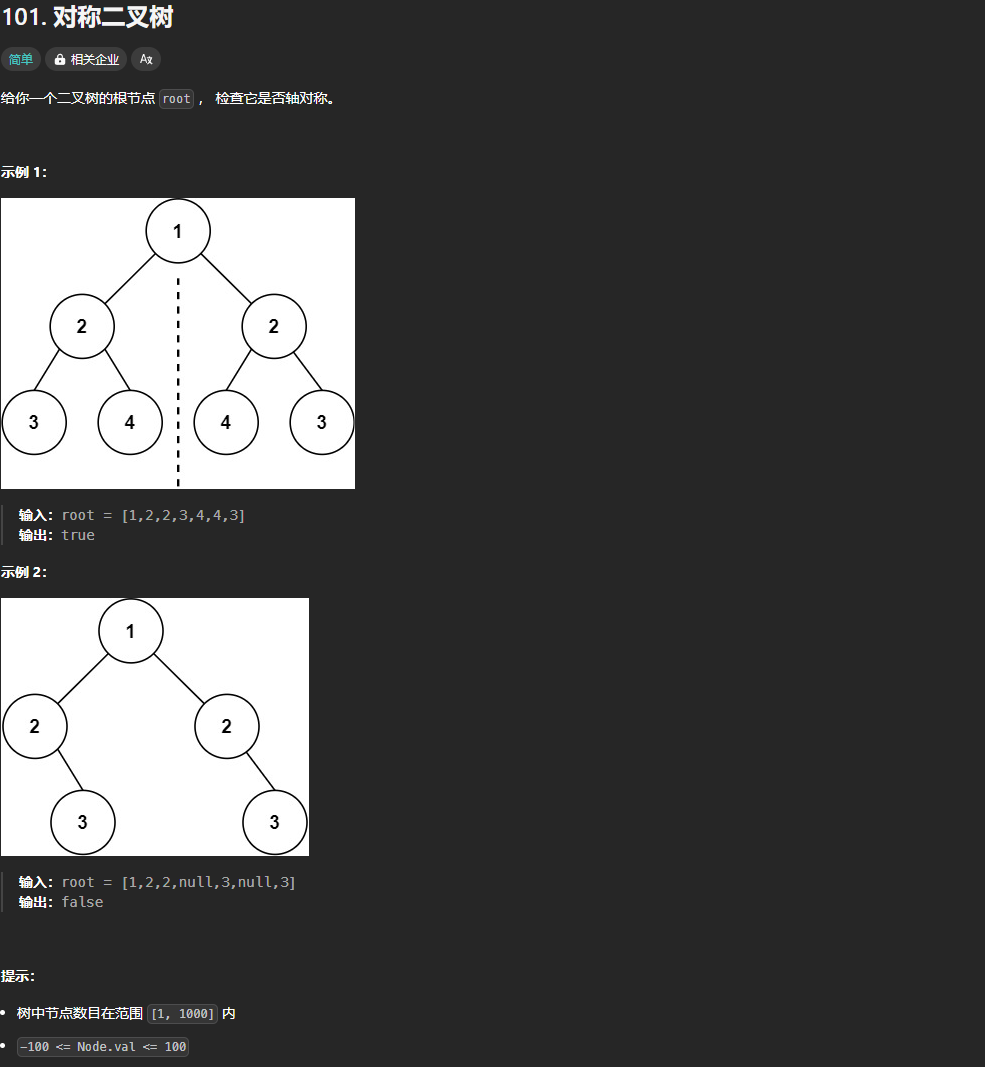 101. 对称二叉树
简单 相关企业 A文
给你一个二叉树的根节点 root ， 检查它是否轴对称。
示例 1：
1
2 2
3 4 4 3
输入：root = [1,2,2,3,4,4,3]
输出：true
示例 2：
1
2 2
3 3
输入：root = [1,2,2,null,3,null,3]
输出：false
提示：
树中节点数目在范围 [1, 1000] 内
-100 <= Node.val <= 100